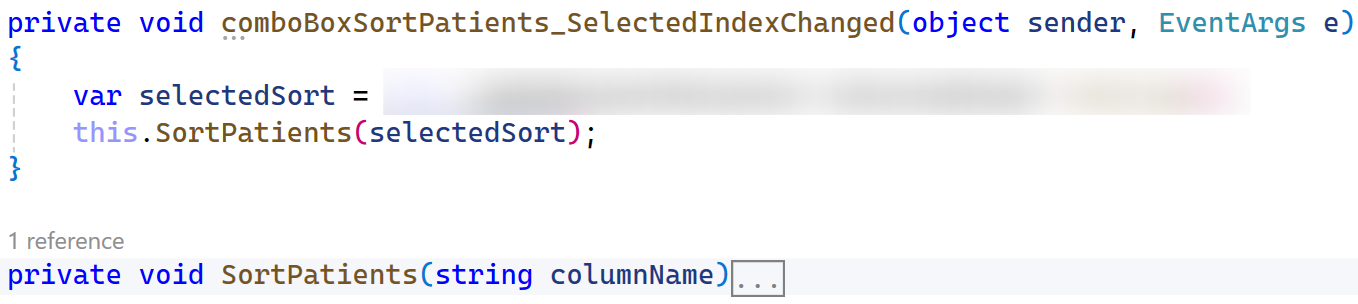 private void comboBoxSortPatients_SelectedIndexChanged(object sender, EventArgs e)
{
var selectedSort =
this.SortPatients(selectedSort);
}
1 reference
private void SortPatients(string columnName)...